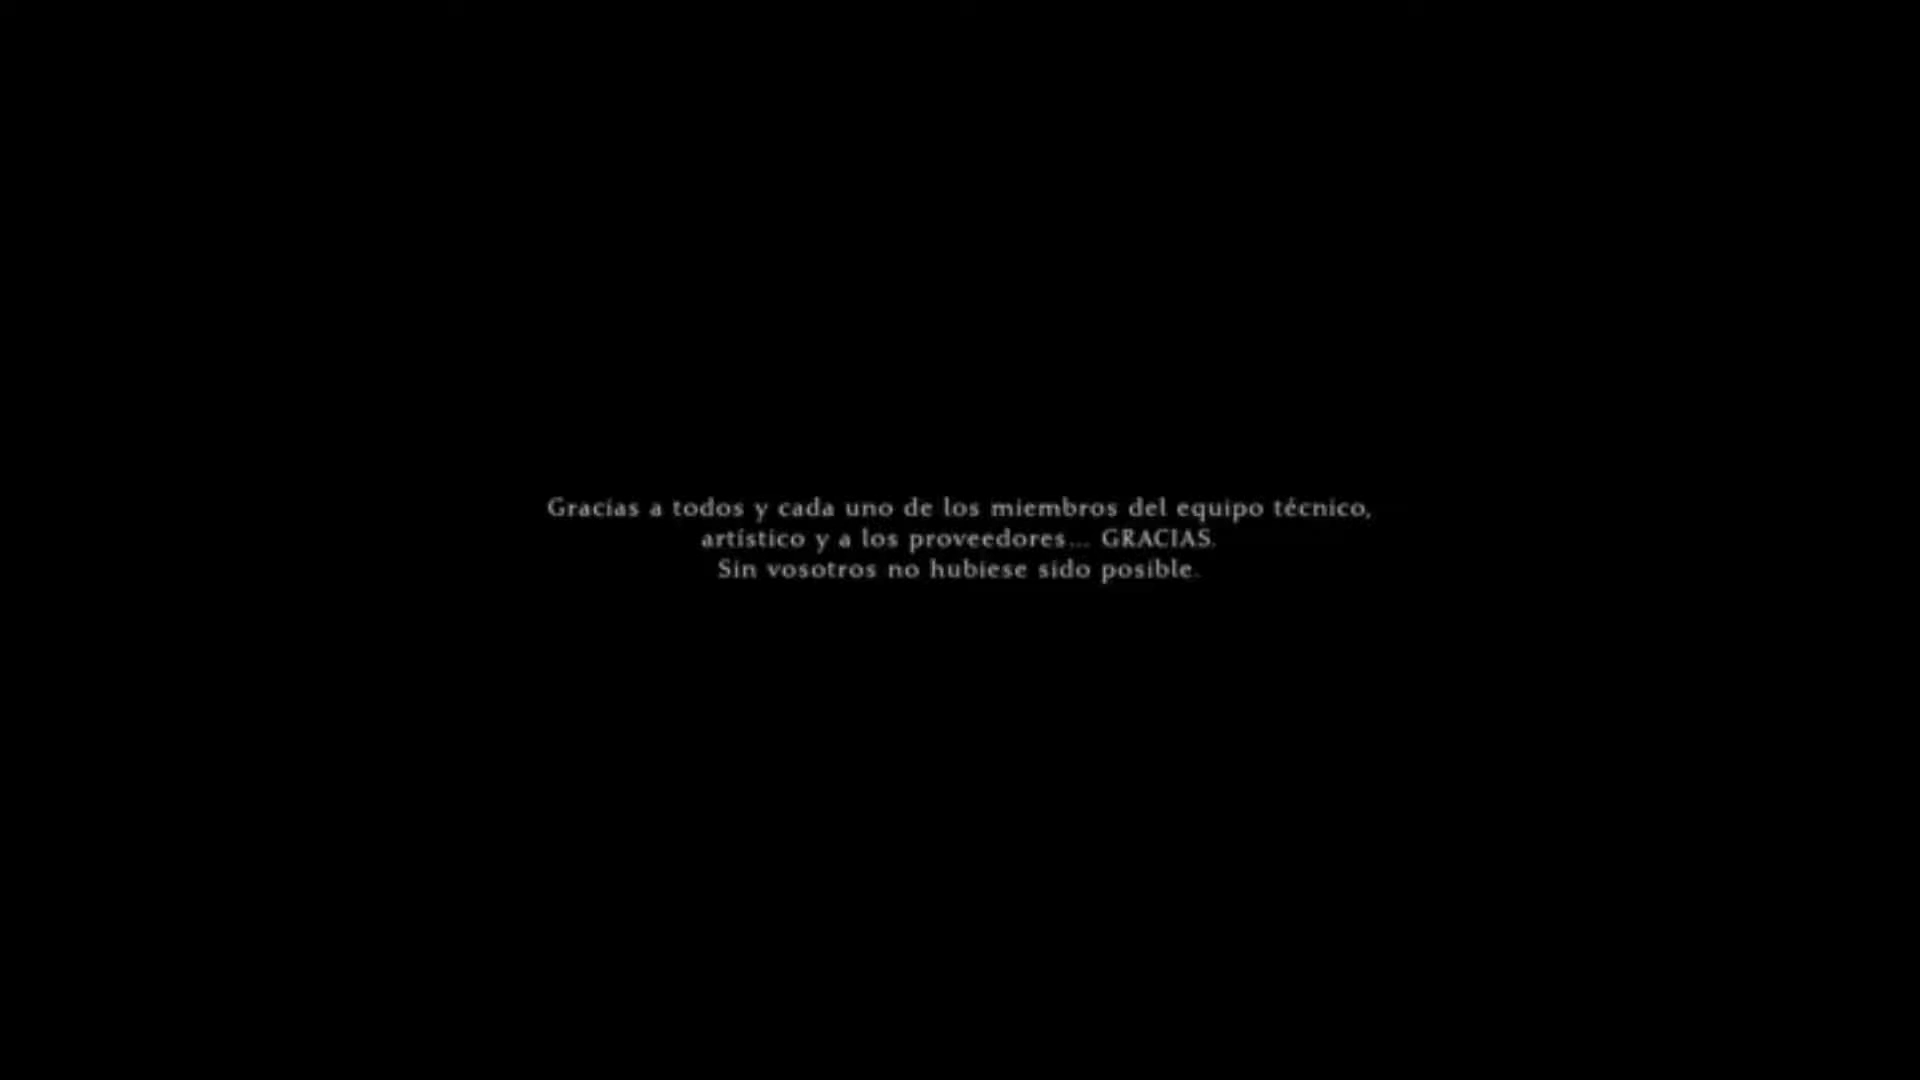 Gracias a todos y cada uno de los miembros del equipo técnico,
artístico y a los proveedores... GRACIAS.
Sin vosotros no hubiese sido posible.